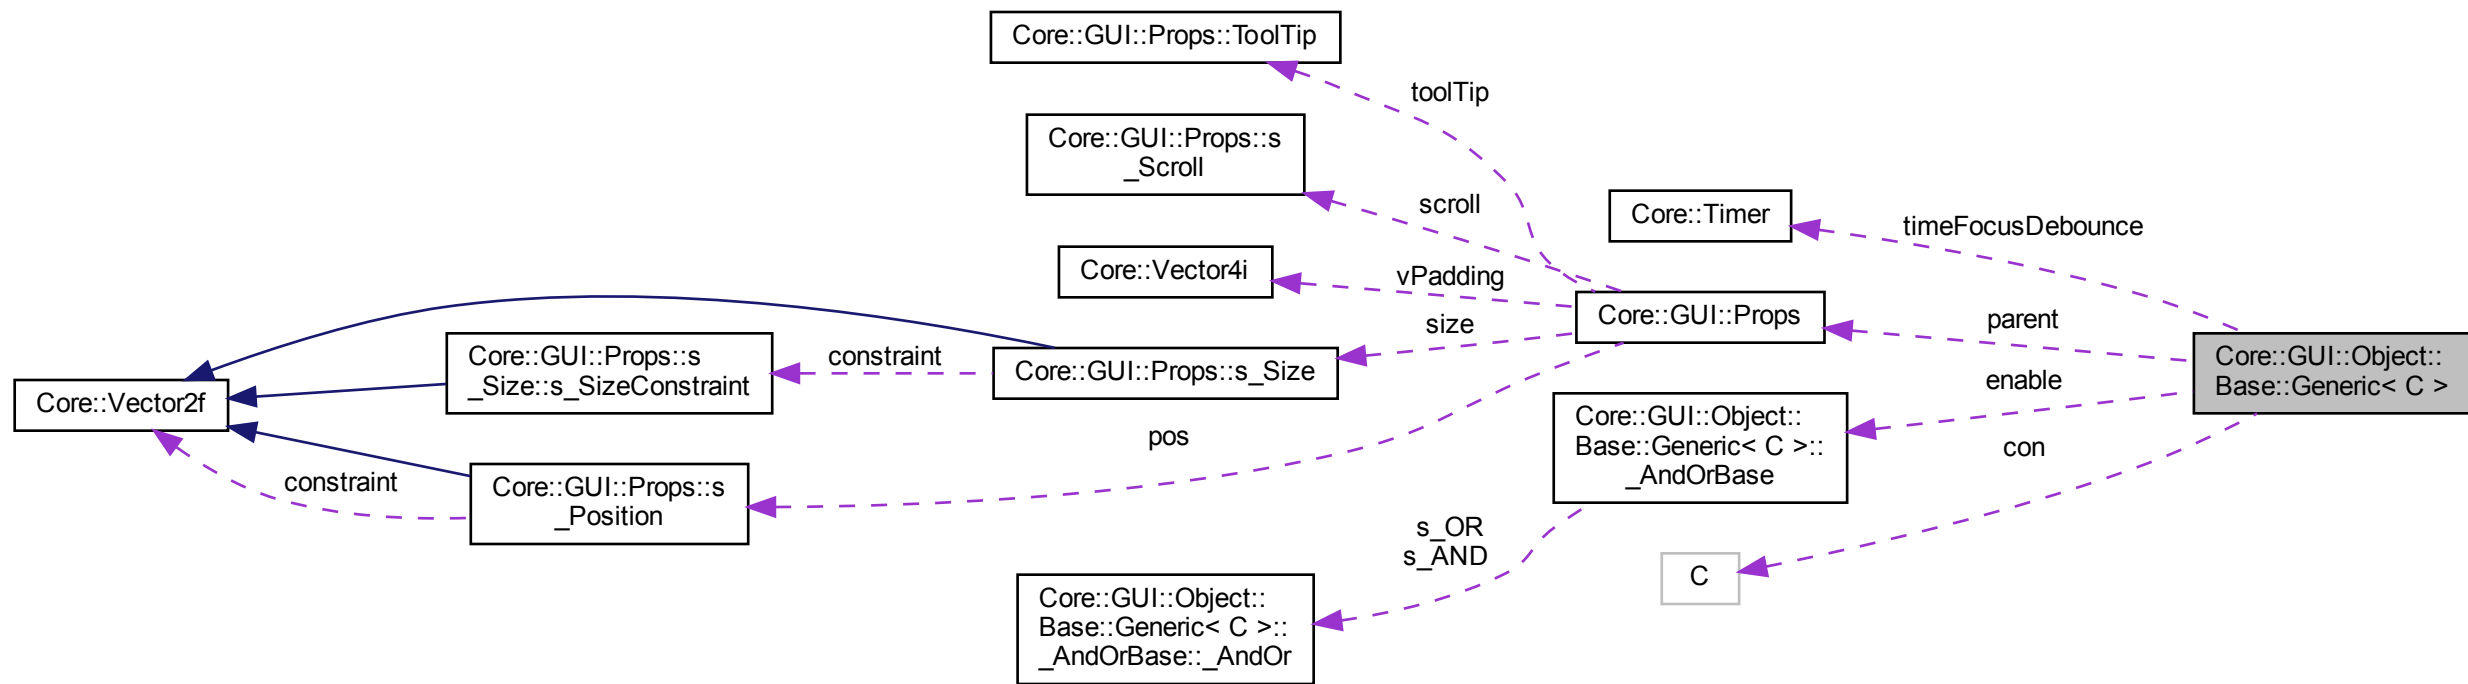 Core::GUI::Props::ToolTip
toolTip
Core::GUI::Props::s
_Scroll
scroll
Core::Timer
timeFocusDebounce
Core::Vector4i
vPadding
Core::GUI::Props
parent
size
Core::GUI::Object::
Base::Generic< C >
Core::GUI::Props::s
_Size::s_SizeConstraint
constraint
Core::GUI::Props::s_Size
enable
Core::Vector2f
Core::GUI::Object::
Base::Generic< C >::
_AndOrBase
pos
con
constraint
Core::GUI::Props::s
_Position
s_OR
s_AND
C
Core::GUI::Object::
Base::Generic< C >::
_AndOrBase::_AndOr